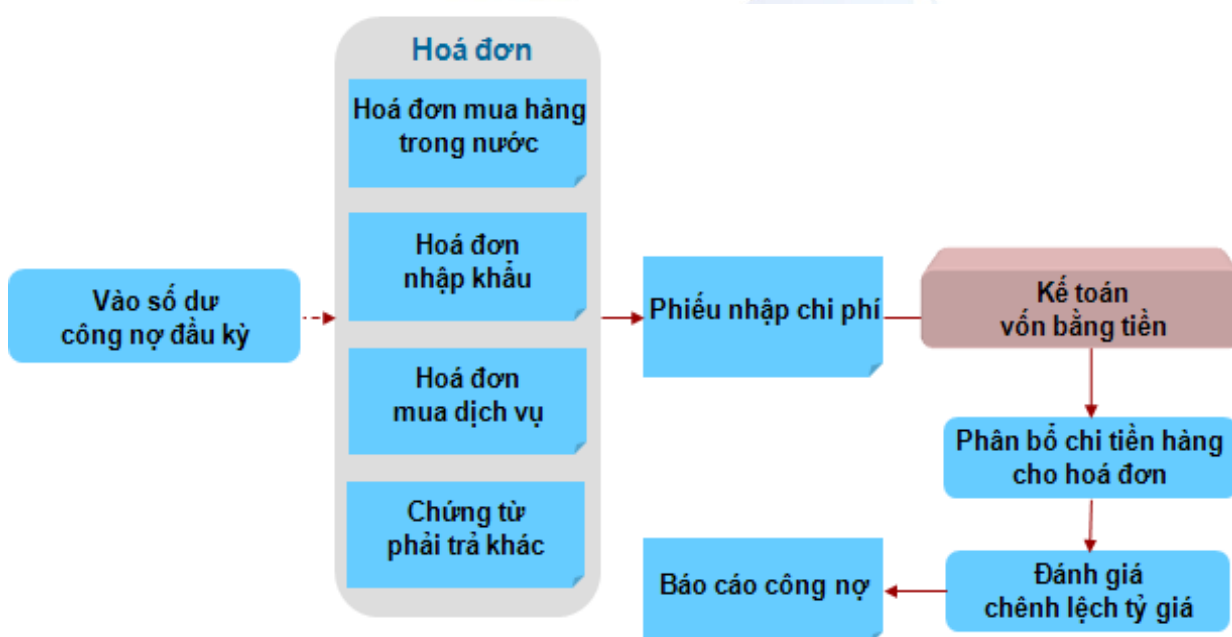 Hoá đơn
Hoá đơn mua hàng
trong nước
Hoá đơn
nhập khẩu
Hoá đơn
mua dịch vụ
Chứng từ
phải trả khác
Vào số dư
công nợ đầu kỳ
Phiếu nhập chi phí
Kế toán
vốn bằng tiền
Phân bổ chi tiền hàng
cho hoá đơn
Đánh giá
chênh lệch tỷ giá
Báo cáo công nợ